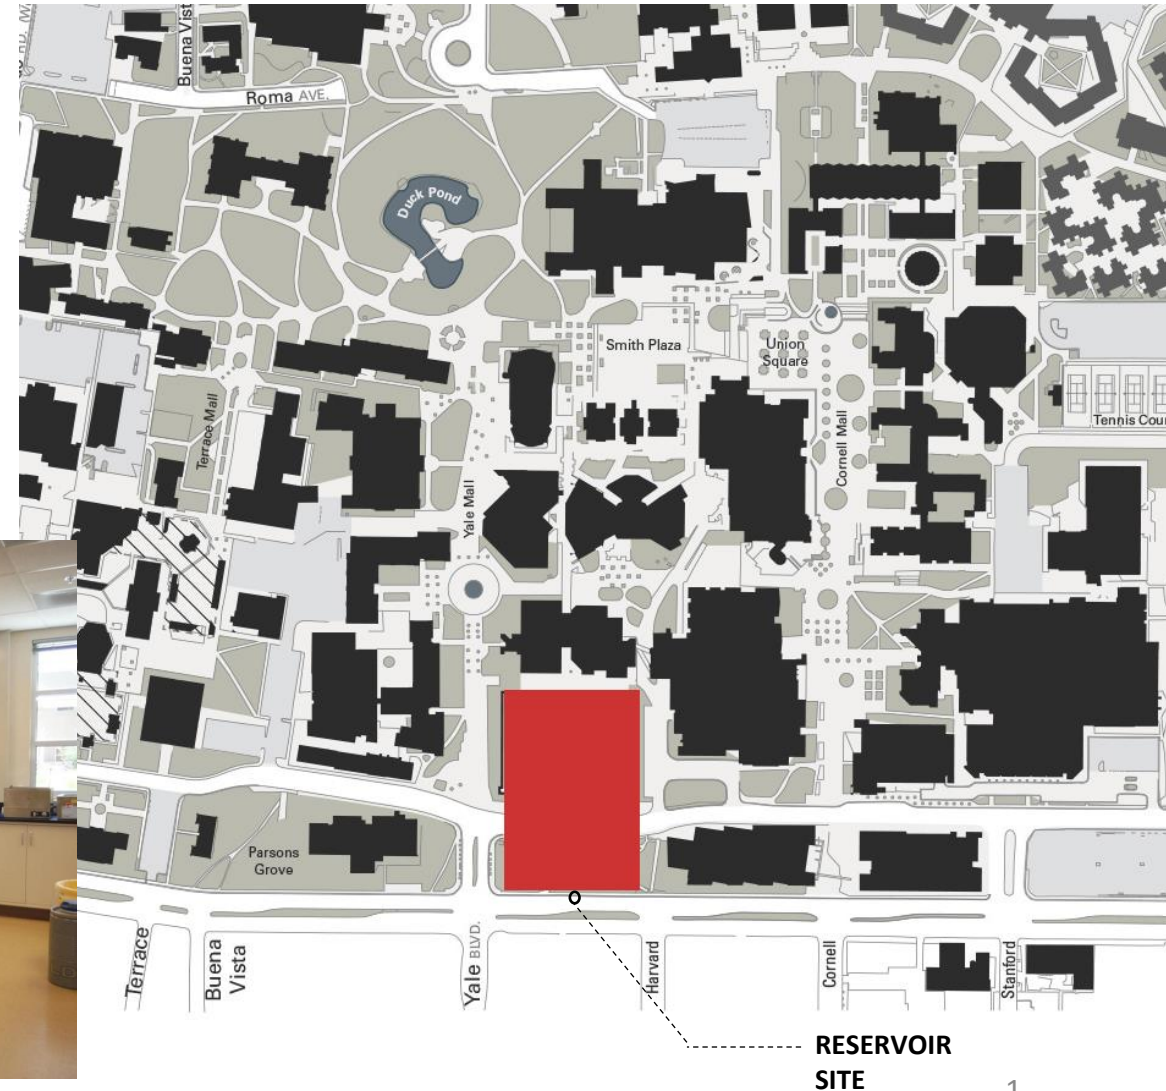 Buena Vist
Roma AVE.
Duck Pond
Smith Plaza
Union
Square
Terrace Mall
Cornell Mall
Tennis Cour
Yale Mall
Parsons
Grove
Terrace
Buena
Vista
Yale BLVD.
Harvard
Cornell
Stanford
RESERVOIR
SITE
1